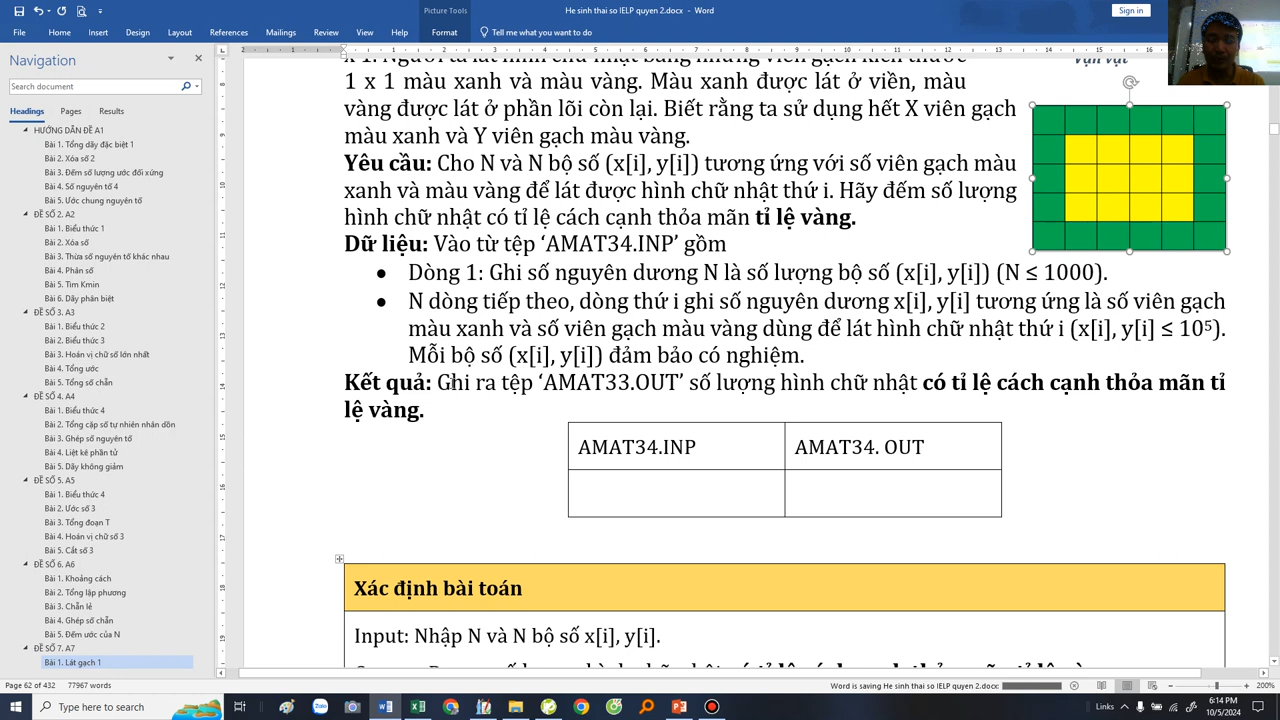 Picture Tools
He sinh thai so IELP quyen 2.docx - Word
Sign in
File Home Insert Design Layout References Mailings Review View Help Format Tell me what you want to do
Navigation
Search document
Headings Pages Results
HƯỚNG DẪN ĐỀ A1
Bài 1. Tổng dãy đặc biệt 1
Bài 2. Xóa số 2
Bài 3. Đếm số lượng ước đối xứng
Bài 4. Số nguyên tố 4
Bài 5. Ước chung nguyên tố
ĐỀ SỐ 2. A2
Bài 1. Biểu thức 1
Bài 2. Xóa số
Bài 3. Thừa số nguyên tố khác nhau
Bài 4. Phân số
Bài 5. Tìm Kmin
Bài 6. Dãy phân biệt
ĐỀ SỐ 3. A3
Bài 1. Biểu thức 2
Bài 2. Biểu thức 3
Bài 3. Hoán vị chữ số lớn nhất
Bài 4. Tổng ước
Bài 5. Tổng số chẵn
ĐỀ SỐ 4. A4
Bài 1. Biểu thức 4
Bài 2. Tổng cặp số tự nhiên nhân dồn
Bài 3. Ghép số nguyên tố
Bài 4. Liệt kê phần tử
Bài 5. Dãy không giảm
ĐỀ SỐ 5. A5
Bài 1. Biểu thức 4
Bài 2. Ước số 3
Bài 3. Tổng đoạn T
Bài 4. Hoán vị chữ số 3
Bài 5. Cắt số 3
ĐỀ SỐ 6. A6
Bài 1. Khoảng cách
Bài 2. Tổng lập phương
Bài 3. Chẵn lẻ
Bài 4. Ghép số chẵn
Bài 5. Đếm ước của N
ĐỀ SỐ 7. A7
Bài 1. Lát gạch 1
x 1. Người ta lát hình chữ nhật bằng những viên gạch kích thước
1 x 1 màu xanh và màu vàng. Màu xanh được lát ở viền, màu
vàng được lát ở phần lõi còn lại. Biết rằng ta sử dụng hết X viên gạch
màu xanh và Y viên gạch màu vàng.
Yêu cầu: Cho N và N bộ số (x[i], y[i]) tương ứng với số viên gạch màu
xanh và màu vàng để lát được hình chữ nhật thứ i. Hãy đếm số lượng
hình chữ nhật có tỉ lệ cách cạnh thỏa mãn tỉ lệ vàng.
Dữ liệu: Vào từ tệp ‘AMAT34.INP’ gồm
● Dòng 1: Ghi số nguyên dương N là số lượng bộ số (x[i], y[i]) (N ≤ 1000).
● N dòng tiếp theo, dòng thứ i ghi số nguyên dương x[i], y[i] tương ứng là số viên gạch
màu xanh và số viên gạch màu vàng dùng để lát hình chữ nhật thứ i (x[i], y[i] ≤ 10⁵).
Mỗi bộ số (x[i], y[i]) đảm bảo có nghiệm.
Kết quả: Ghi ra tệp ‘AMAT33.OUT’ số lượng hình chữ nhật có tỉ lệ cách cạnh thỏa mãn tỉ
lệ vàng.
AMAT34.INP AMAT34. OUT
Xác định bài toán
Input: Nhập N và N bộ số x[i], y[i].
Page 62 of 432 77967 words
Word is saving He sinh thai so IELP quyen 2.docx:
200%
Type here to search
Links
6:14 PM
10/5/2024